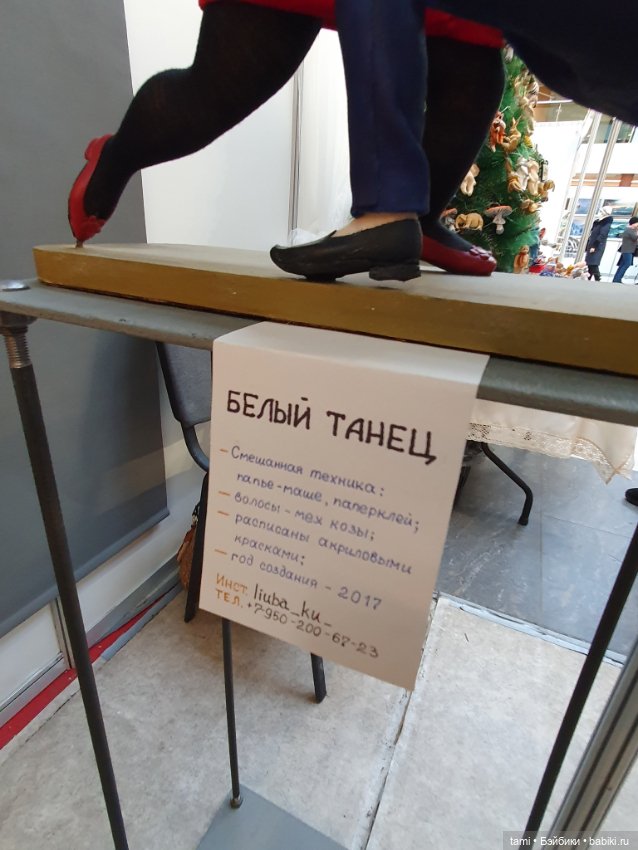 БЕЛЫЙ ТАНЕЦ
– Смешанная техника:
папье-маше, паперклей;
– волосы - мех козы;
– расписаны акриловыми
красками;
– год создания - 2017
Инст. liuba_ku_
ТЕЛ. +7-950-200-67-23
tami • Бэйбики • babiki.ru